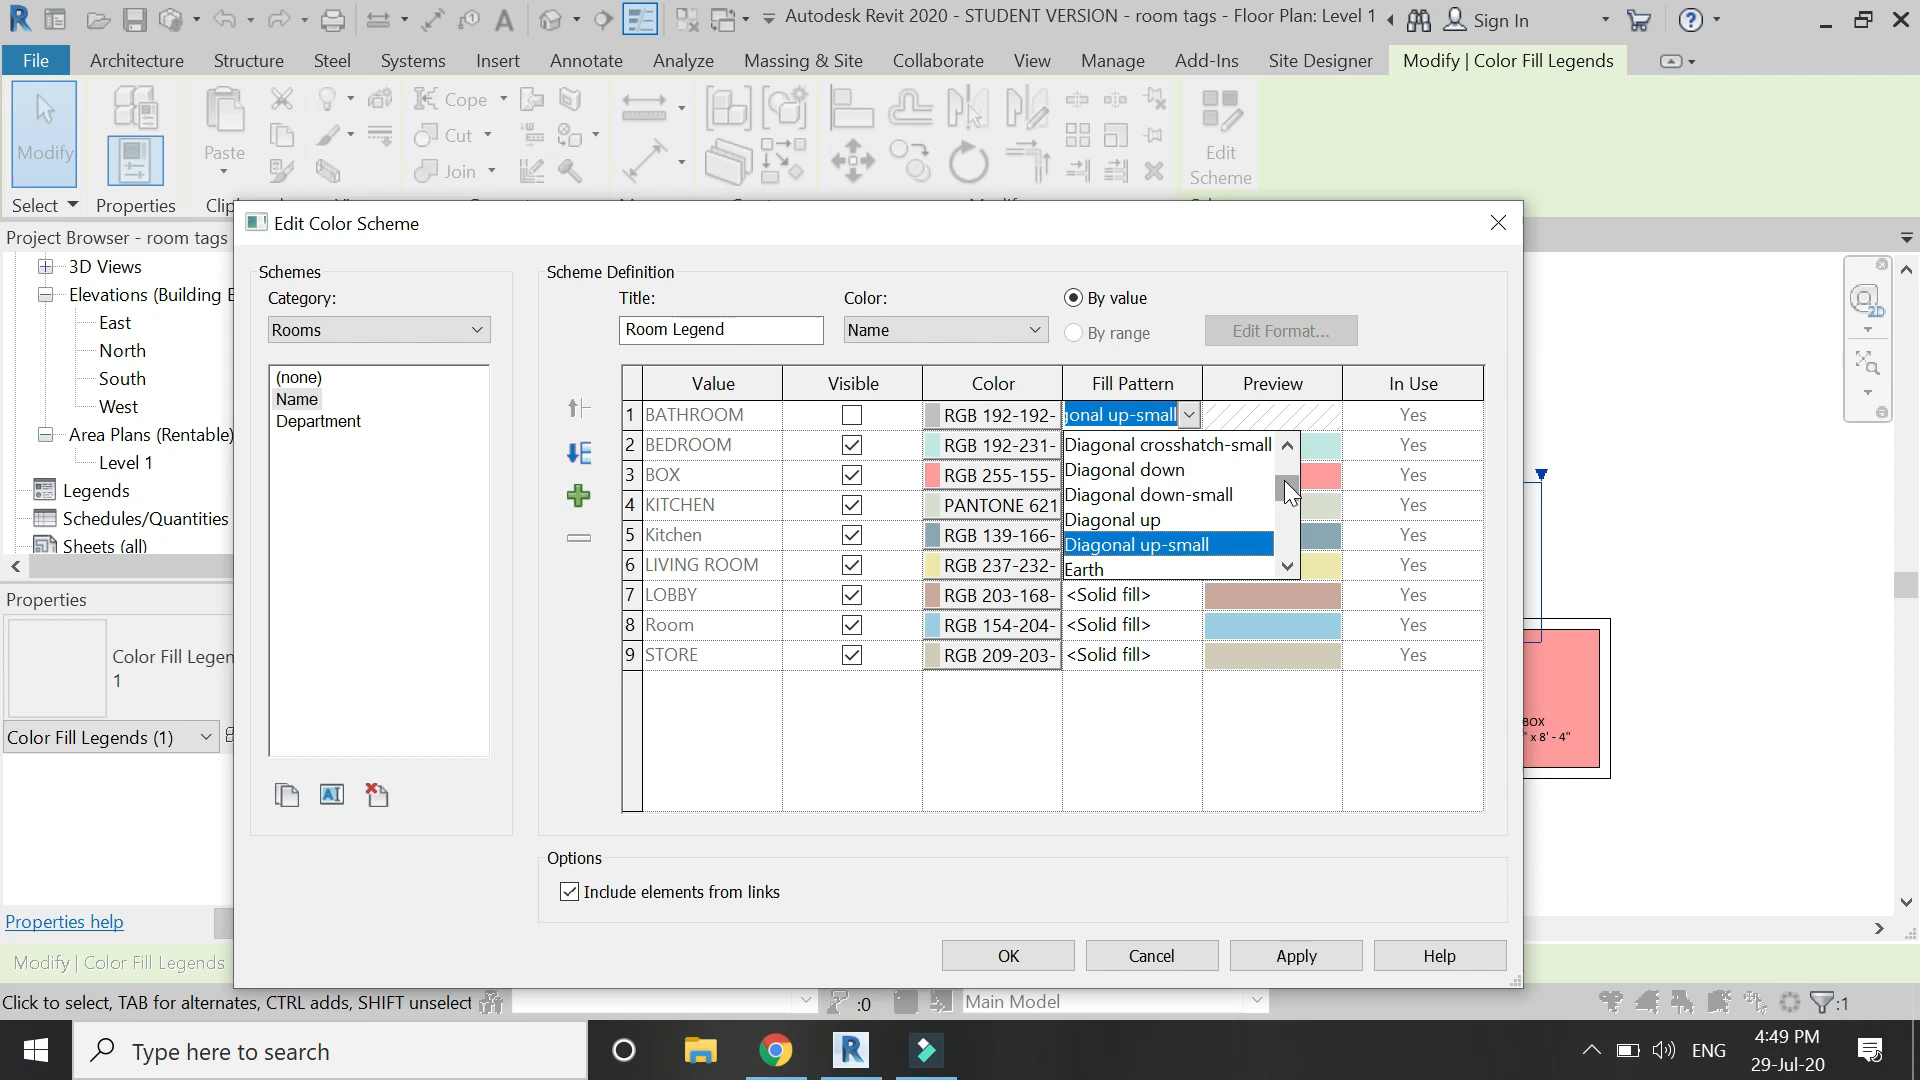 Autodesk Revit 2020 - STUDENT VERSION - room tags - Floor Plan: Level 1
Sign In
File Architecture Structure Steel Systems Insert Annotate Analyze Massing & Site Collaborate View Manage Add-Ins Site Designer Modify | Color Fill Legends
Modify
Paste
Cope
Cut
Join
Edit
Scheme
Select
Properties
Project Browser - room tags
3D Views
Elevations (Building E
East
North
South
West
Area Plans (Rentable)
Level 1
Legends
Schedules/Quantities
Sheets (all)
Properties
Color Fill Legen
1
Color Fill Legends (1)
Properties help
Modify | Color Fill Legends
Edit Color Scheme
Schemes
Category:
Rooms
(none)
Name
Department
Scheme Definition
Title:
Room Legend
Color:
Name
By value
By range
Edit Format...
Value Visible Color Fill Pattern Preview In Use
1 BATHROOM RGB 192-192- gonal up-small Yes
2 BEDROOM RGB 192-231- Yes
3 BOX RGB 255-155- Yes
4 KITCHEN PANTONE 621 Yes
5 Kitchen RGB 139-166- Yes
6 LIVING ROOM RGB 237-232- Yes
7 LOBBY RGB 203-168- <Solid fill> Yes
8 Room RGB 154-204- <Solid fill> Yes
9 STORE RGB 209-203- <Solid fill> Yes
Diagonal crosshatch-small
Diagonal down
Diagonal down-small
Diagonal up
Diagonal up-small
Earth
Options
Include elements from links
OK Cancel Apply Help
2D
BOX
" x 8' - 4"
Click to select, TAB for alternates, CTRL adds, SHIFT unselect
:0
Main Model
:1
Type here to search
ENG
4:49 PM
29-Jul-20